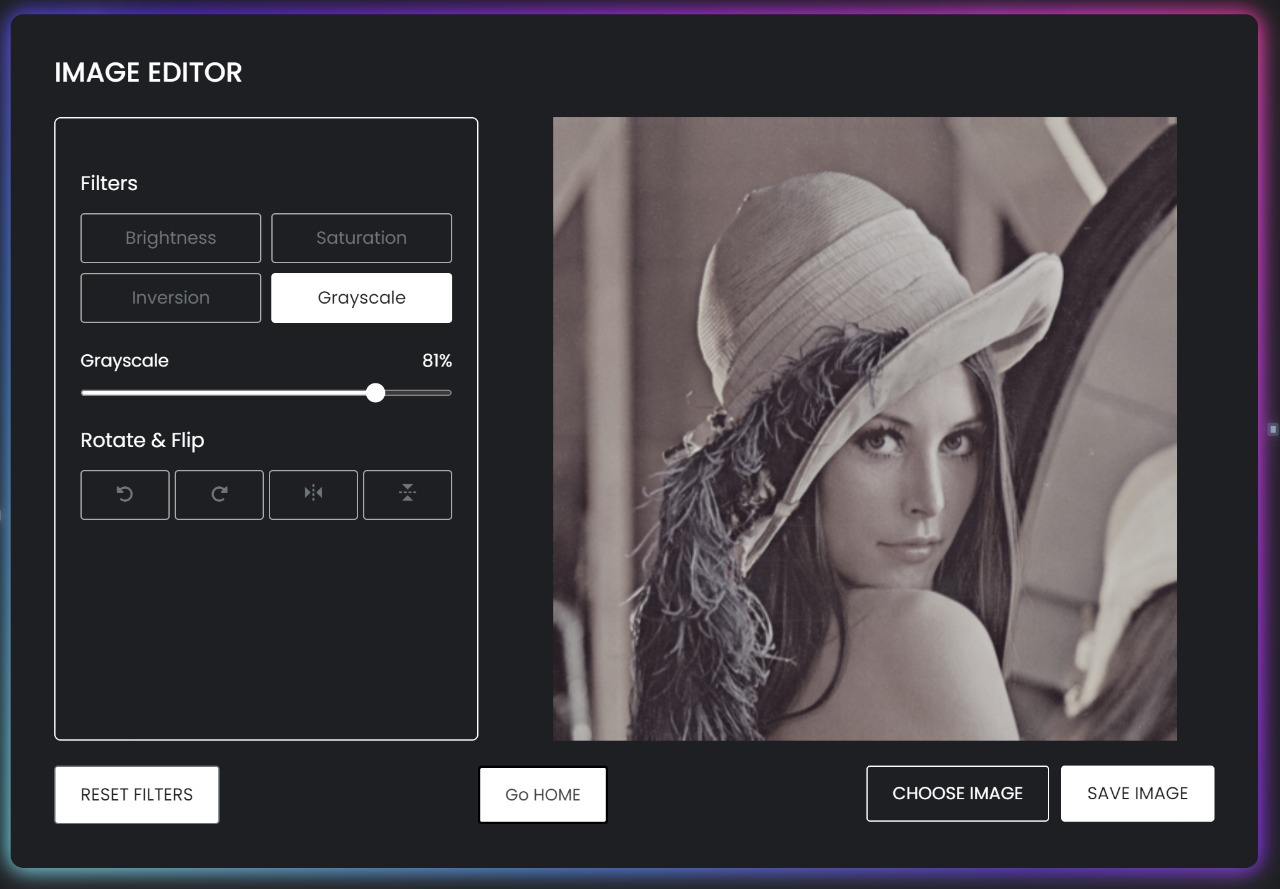 IMAGE EDITOR
Filters
Brightness Saturation
Inversion Grayscale
Grayscale 81%
Rotate & Flip
RESET FILTERS Go HOME CHOOSE IMAGE SAVE IMAGE